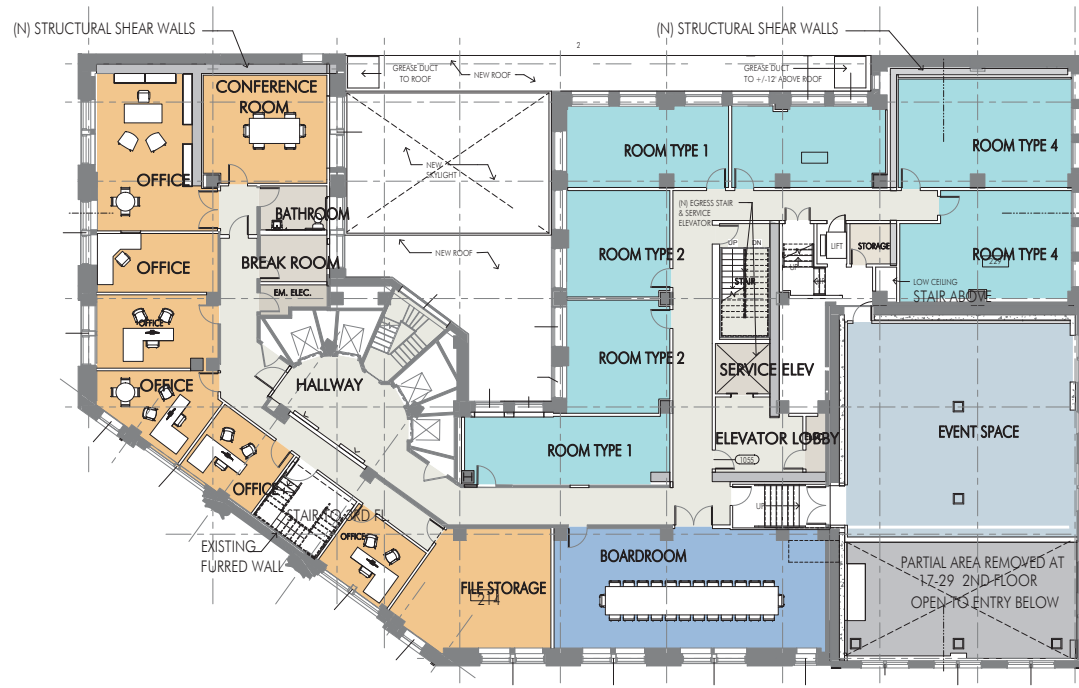 (N) STRUCTURAL SHEAR WALLS
(N) STRUCTURAL SHEAR WALLS
2
GREASE DUCT
TO ROOF
NEW ROOF
GREASE DUCT
TO +/-12' ABOVE ROOF
CONFERENCE
ROOM
ROOM TYPE 1
ROOM TYPE 4
NEW
SKYLIGHT
OFFICE
BATHROOM
(N) EGRESS STAIR
& SERVICE
ELEVATOR
UP
DN
LIFT
STORAGE
ROOM TYPE 2
ROOM TYPE 4
229
NEW ROOF
BREAK ROOM
OFFICE
UP
EM. ELEC.
STAIR
UP
LOW CEILING
STAIR ABOVE
OFFICE
ROOM TYPE 2
SERVICE ELEV
OFFICE
HALLWAY
ELEVATOR LOBBY
EVENT SPACE
ROOM TYPE 1
1055
OFFICE
STAIR TO 3RD FL
UP
OFFICE
EXISTING
FURRED WALL
BOARDROOM
PARTIAL AREA REMOVED AT
17-29 2ND FLOOR
OPEN TO ENTRY BELOW
FILE STORAGE
214